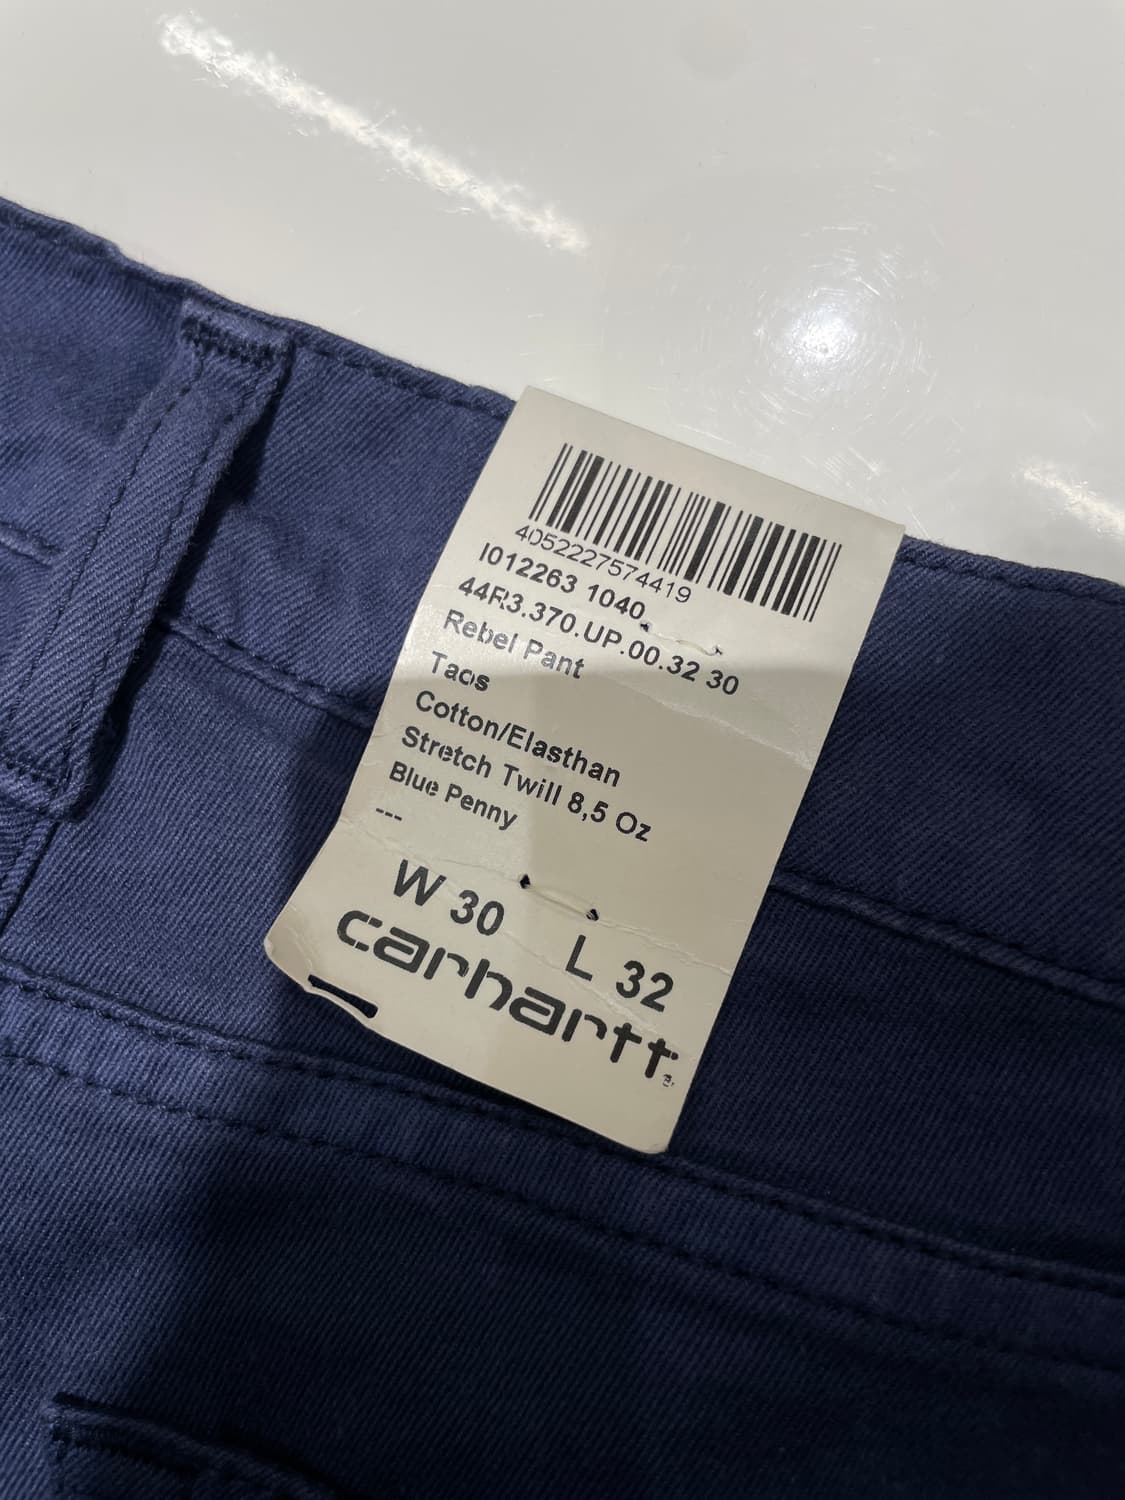 4052227574419
I012263 1040
44R3.370.UP.00.32 30
Rebel Pant
Taos
Cotton/Elasthan
Stretch Twill 8,5 Oz
Blue Penny
---
W 30 L 32
carhartt®